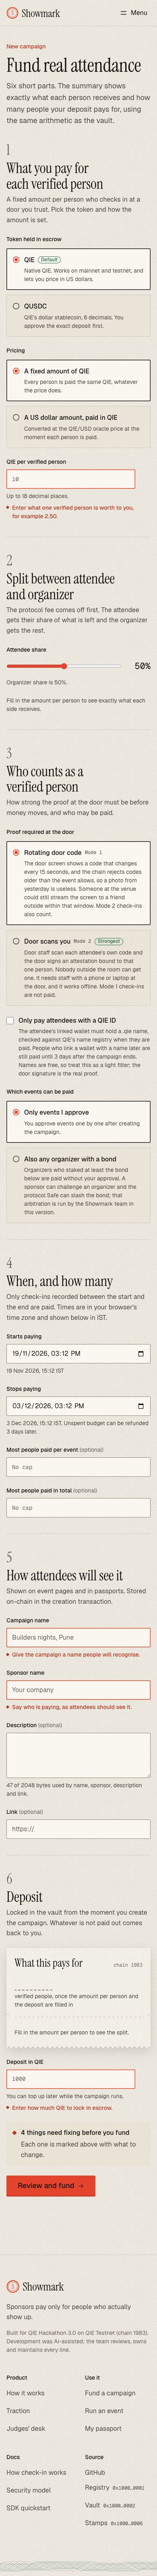 Showmark
Menu
New campaign
Fund real attendance
Six short parts. The summary shows
exactly what each person receives and how
many people your deposit pays for, using
the same arithmetic as the vault.
1
What you pay for
each verified person
A fixed amount per person who checks in at a
door you trust. Pick the token and how the
amount is set.
Token held in escrow
QIE Default
Native QIE. Works on mainnet and testnet, and
lets you price in US dollars.
QUSDC
QIE's dollar stablecoin, 6 decimals. You
approve the exact deposit first.
Pricing
A fixed amount of QIE
Every person is paid the same QIE, whatever
the price does.
A US dollar amount, paid in QIE
Converted at the QIE/USD oracle price at the
moment each person is paid.
QIE per verified person
10
Up to 18 decimal places.
Enter what one verified person is worth to you,
for example 2.50.
2
Split between attendee
and organizer
The protocol fee comes off first. The attendee
gets their share of what is left and the organizer
gets the rest.
Attendee share
50%
Organizer share is 50%.
Fill in the amount per person to see exactly what each
side receives.
3
Who counts as a
verified person
How strong the proof at the door must be before
money moves, and who may be paid.
Proof required at the door
Rotating door code Mode 1
The door screen shows a code that changes
every 15 seconds, and the chain rejects codes
older than the event allows, so a photo from
yesterday is useless. Someone at the venue
could still stream the screen to a friend
outside within that window. Mode 2 check-ins
also count.
Door scans you Mode 2 Strongest
Door staff scan each attendee's own code and
the door signs an attestation bound to that
person. Nobody outside the room can get
one. It needs staff with a phone or laptop at
the door, and it works offline. Mode 1 check-ins
are not paid.
Only pay attendees with a QIE ID
The attendee's linked wallet must hold a .qie name,
checked against QIE's name registry when they are
paid. People who link a wallet with a name later are
still paid until 3 days after the campaign ends.
Names are free, so treat this as a light filter; the
door signature is the real proof.
Which events can be paid
Only events I approve
You approve events one by one after creating
the campaign.
Also any organizer with a bond
Organizers who staked at least the bond
below are paid without your approval. A
sponsor can challenge an organizer and the
protocol Safe can slash the bond; that
arbitration is run by the Showmark team in
this version.
4
When, and how many
Only check-ins recorded between the start and
the end are paid. Times are in your browser's
time zone and shown below in IST.
Starts paying
19/11/2026, 03:12 PM
19 Nov 2026, 15:12 IST
Stops paying
03/12/2026, 03:12 PM
3 Dec 2026, 15:12 IST. Unspent budget can be refunded
3 days later.
Most people paid per event (optional)
No cap
Most people paid in total (optional)
No cap
5
How attendees will see it
Shown on event pages and in passports. Stored
on-chain in the creation transaction.
Campaign name
Builders nights, Pune
Give the campaign a name people will recognise.
Sponsor name
Your company
Say who is paying, as attendees should see it.
Description (optional)
47 of 2048 bytes used by name, sponsor, description
and link.
Link (optional)
https://
6
Deposit
Locked in the vault from the moment you create
the campaign. Whatever is not paid out comes
back to you.
What this pays for
chain 1983
verified people, once the amount per person and
the deposit are filled in
Fill in the amount per person to see the split.
Deposit in QIE
1000
You can top up later while the campaign runs.
Enter how much QIE to lock in escrow.
4 things need fixing before you fund
Each one is marked above with what to
change.
Review and fund →
Showmark
Sponsors pay only for people who actually
show up.
Built for QIE Hackathon 3.0 on QIE Testnet (chain 1983).
Development was AI-assisted; the team reviews, owns
and maintains every line.
Product
Use it
How it works
Fund a campaign
Traction
Run an event
Judges' desk
My passport
Docs
Source
How check-in works
GitHub
Security model
Registry 0x1000…0001
SDK quickstart
Vault 0x1000…0002
Stamps 0x1000…0006